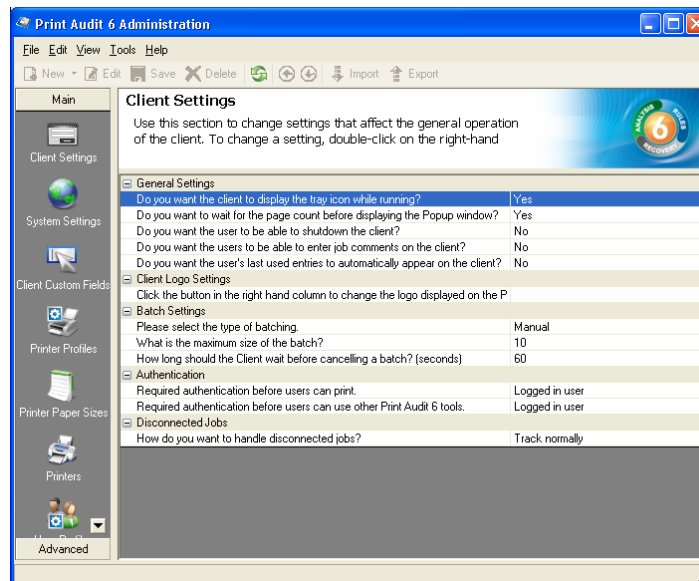 Print Audit 6 Administration
File Edit View Tools Help
New Edit Save Delete Import Export
Main
Client Settings
System Settings
Client Custom Fields
Printer Profiles
Printer Paper Sizes
Printers
Advanced
Client Settings
Use this section to change settings that affect the general operation
of the client. To change a setting, double-click on the right-hand
ANALYSIS RULES RECOVERY 6
General Settings
Do you want the client to display the tray icon while running? Yes
Do you want to wait for the page count before displaying the Popup window? Yes
Do you want the user to be able to shutdown the client? No
Do you want the users to be able to enter job comments on the client? No
Do you want the user's last used entries to automatically appear on the client? No
Client Logo Settings
Click the button in the right hand column to change the logo displayed on the P
Batch Settings
Please select the type of batching. Manual
What is the maximum size of the batch? 10
How long should the Client wait before cancelling a batch? (seconds) 60
Authentication
Required authentication before users can print. Logged in user
Required authentication before users can use other Print Audit 6 tools. Logged in user
Disconnected Jobs
How do you want to handle disconnected jobs? Track normally